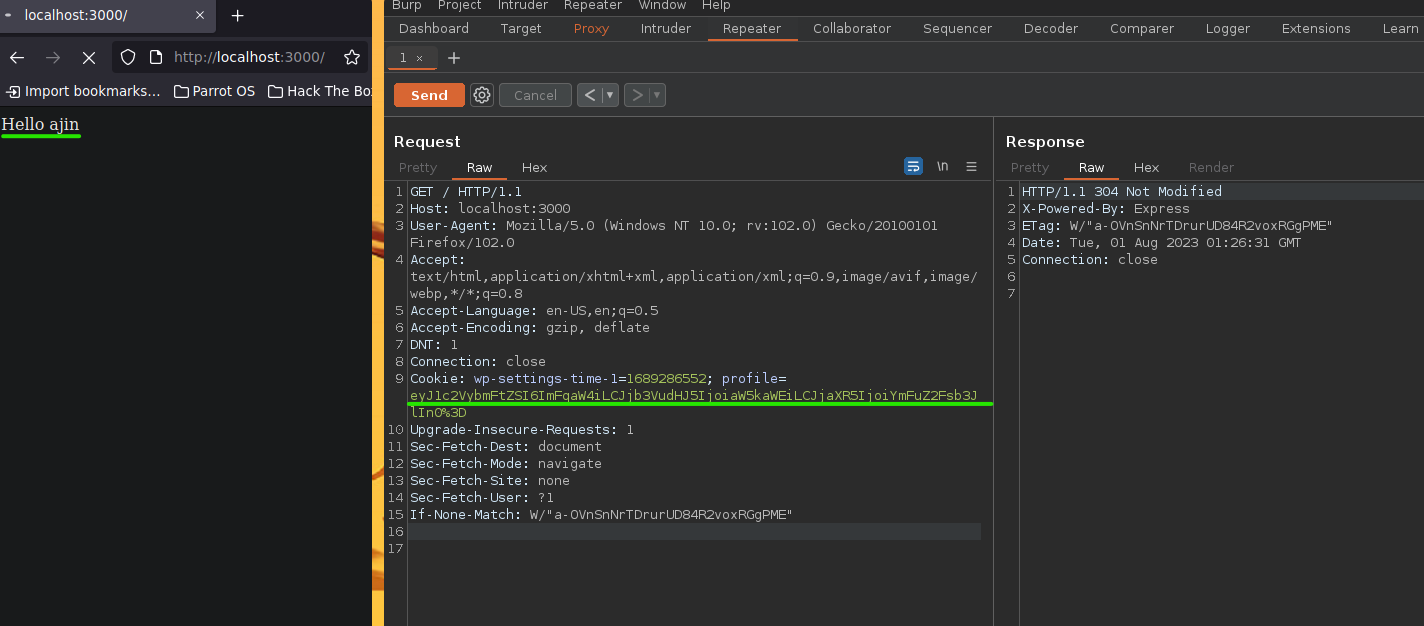 localhost:3000/
http://localhost:3000/
Import bookmarks... Parrot OS Hack The Bo
Hello ajin
Burp Project Intruder Repeater Window Help
Dashboard Target Proxy Intruder Repeater Collaborator Sequencer Decoder Comparer Logger Extensions Learn
1 ×
Send Cancel < >
Request
Pretty Raw Hex \n
1 GET / HTTP/1.1
2 Host: localhost:3000
3 User-Agent: Mozilla/5.0 (Windows NT 10.0; rv:102.0) Gecko/20100101
Firefox/102.0
4 Accept:
text/html,application/xhtml+xml,application/xml;q=0.9,image/avif,image/
webp,*/*;q=0.8
5 Accept-Language: en-US,en;q=0.5
6 Accept-Encoding: gzip, deflate
7 DNT: 1
8 Connection: close
9 Cookie: wp-settings-time-1=1689286552; profile=
eyJ1c2VybmFtZSI6ImFqaW4iLCJjb3VudHJ5IjoiaW5kaWEiLCJjaXR5IjoiYmFuZ2Fsb3J
lIn0%3D
10 Upgrade-Insecure-Requests: 1
11 Sec-Fetch-Dest: document
12 Sec-Fetch-Mode: navigate
13 Sec-Fetch-Site: none
14 Sec-Fetch-User: ?1
15 If-None-Match: W/"a-OVnSnNrTDrurUD84R2voxRGgPME"
16
17
Response
Pretty Raw Hex Render
1 HTTP/1.1 304 Not Modified
2 X-Powered-By: Express
3 ETag: W/"a-OVnSnNrTDrurUD84R2voxRGgPME"
4 Date: Tue, 01 Aug 2023 01:26:31 GMT
5 Connection: close
6
7